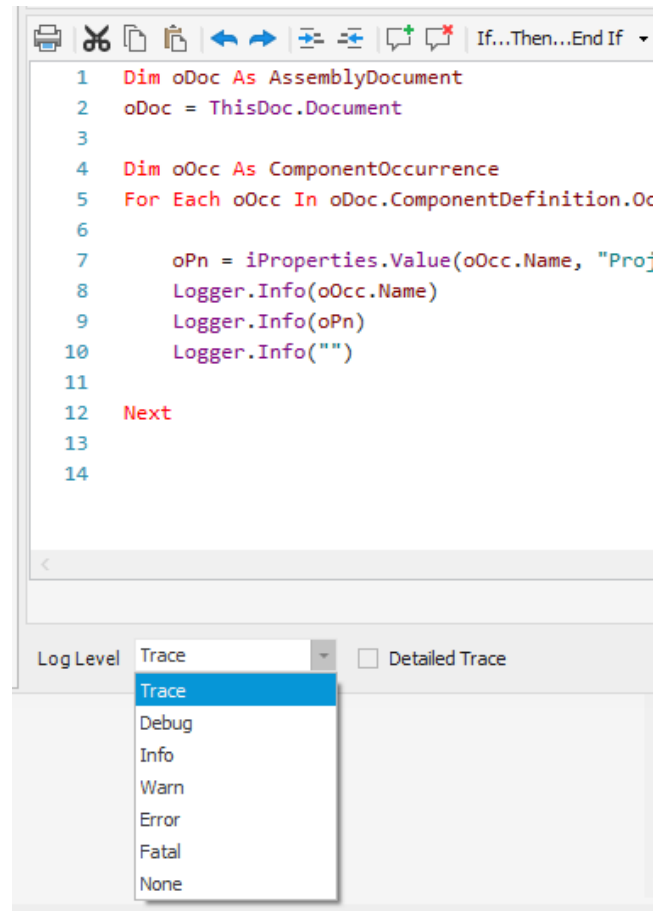 If...Then...End If
1 Dim oDoc As AssemblyDocument
2 oDoc = ThisDoc.Document
3
4 Dim oOcc As ComponentOccurrence
5 For Each oOcc In oDoc.ComponentDefinition.Oc
6
7 oPn = iProperties.Value(oOcc.Name, "Proj
8 Logger.Info(oOcc.Name)
9 Logger.Info(oPn)
10 Logger.Info("")
11
12 Next
13
14
Log Level Trace Detailed Trace
Trace
Debug
Info
Warn
Error
Fatal
None